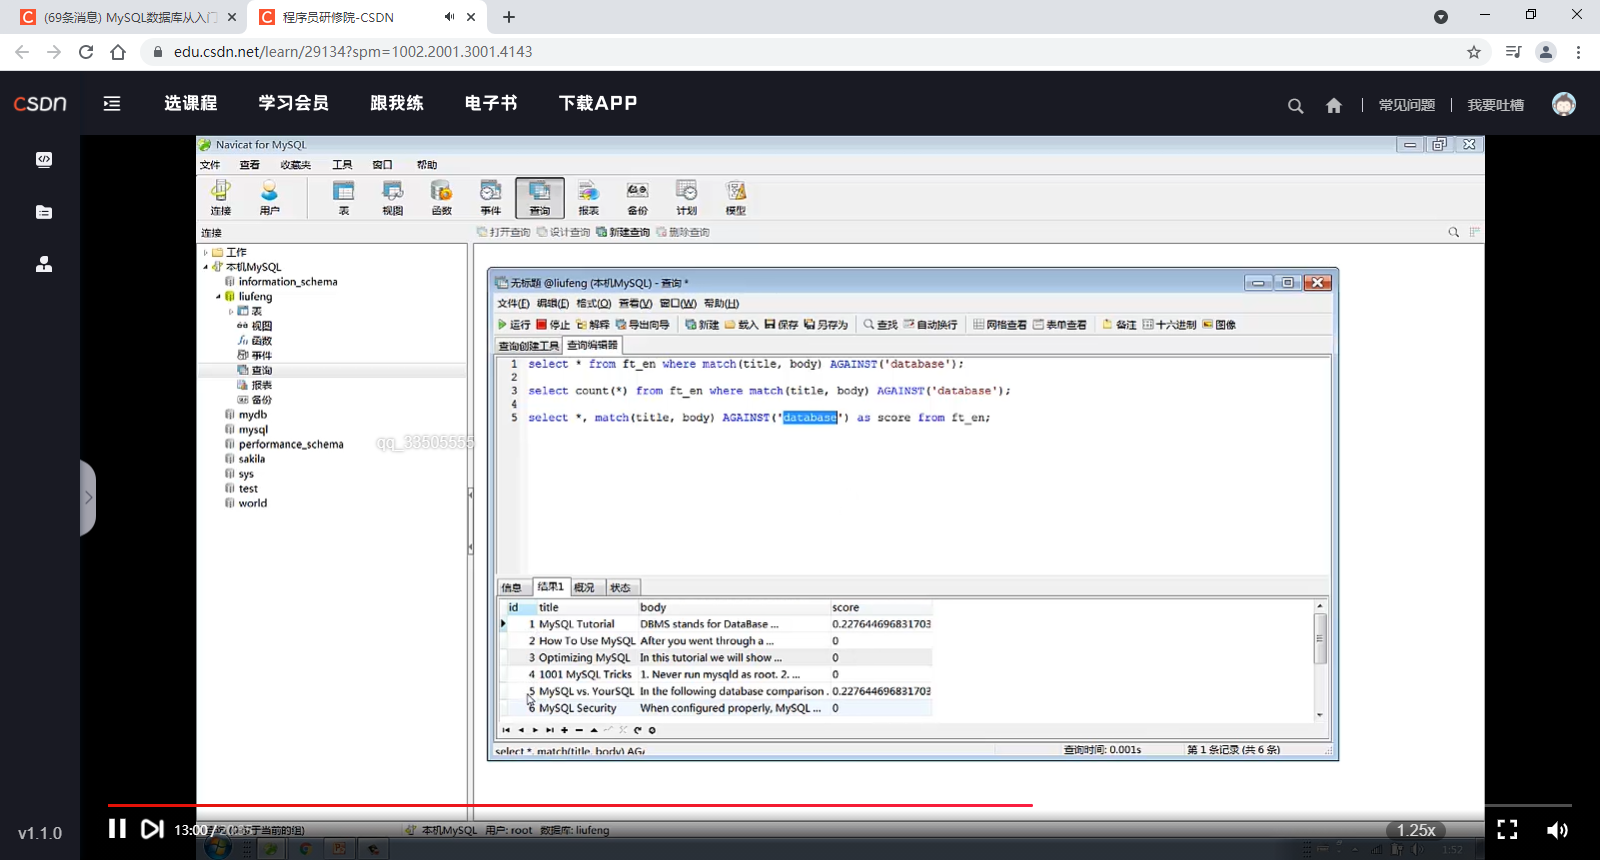 (69条消息) MySQL数据库从入门
程序员研修院-CSDN
edu.csdn.net/learn/29134?spm=1002.2001.3001.4143
CSDN 选课程 学习会员 跟我练 电子书 下载APP 常见问题 我要吐槽
Navicat for MySQL
文件 查看 收藏夹 工具 窗口 帮助
连接 用户 表 视图 函数 事件 查询 报表 备份 计划 模型
连接 打开查询 设计查询 新建查询 删除查询
工作
本机MySQL
information_schema
liufeng
表
视图
函数
事件
查询
报表
备份
mydb
mysql
performance_schema
sakila
sys
test
world
qq_33505555
无标题 @liufeng (本机MySQL) - 查询 *
文件(F) 编辑(E) 格式(O) 查看(V) 窗口(W) 帮助(H)
运行 停止 解释 导出向导 新建 载入 保存 另存为 查找 自动换行 网格查看 表单查看 备注 十六进制 图像
查询创建工具 查询编辑器
1 select * from ft_en where match(title, body) AGAINST('database');
2
3 select count(*) from ft_en where match(title, body) AGAINST('database');
4
5 select *, match(title, body) AGAINST('database') as score from ft_en;
信息 结果1 概况 状态
id title body score
1 MySQL Tutorial DBMS stands for DataBase ... 0.227644696831703
2 How To Use MySQL After you went through a ... 0
3 Optimizing MySQL In this tutorial we will show ... 0
4 1001 MySQL Tricks 1. Never run mysqld as root. 2. ... 0
5 MySQL vs. YourSQL In the following database comparison . 0.227644696831703
6 MySQL Security When configured properly, MySQL ... 0
select *, match(title, body) AG/ 查询时间: 0.001s 第 1 条记录 (共 6 条)
v1.1.0 13:00 / 于当前的组) 本机MySQL 用户: root 数据库: liufeng 1.25x
1:52